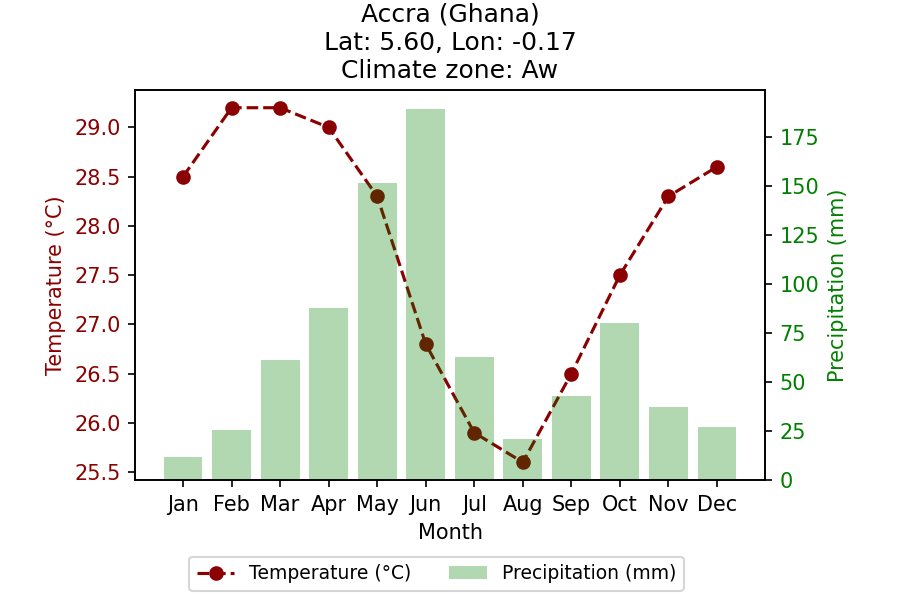 Accra (Ghana)
Lat: 5.60, Lon: -0.17
Climate zone: Aw
Temperature (°C)
29.0
28.5
28.0
27.5
27.0
26.5
26.0
25.5
175
150
125
100
75
50
25
0
Precipitation (mm)
Jan Feb Mar Apr May Jun Jul Aug Sep Oct Nov Dec
Month
Temperature (°C) Precipitation (mm)